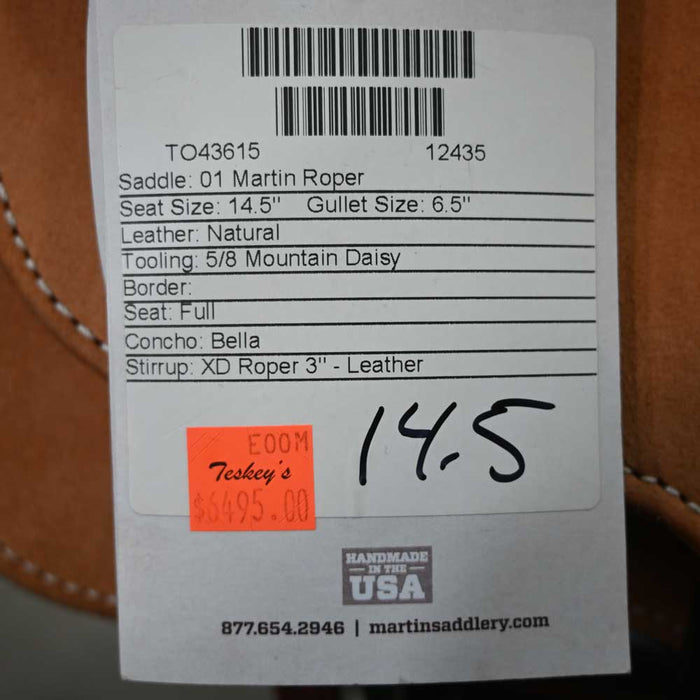 TO43615 12435
Saddle: 01 Martin Roper
Seat Size: 14.5" Gullet Size: 6.5"
Leather: Natural
Tooling: 5/8 Mountain Daisy
Border:
Seat: Full
Concho: Bella
Stirrup: XD Roper 3" - Leather
14.5
EOOM
Teskey's
$6495.00
HANDMADE
IN THE
USA
877.654.2946 | martinsaddlery.com